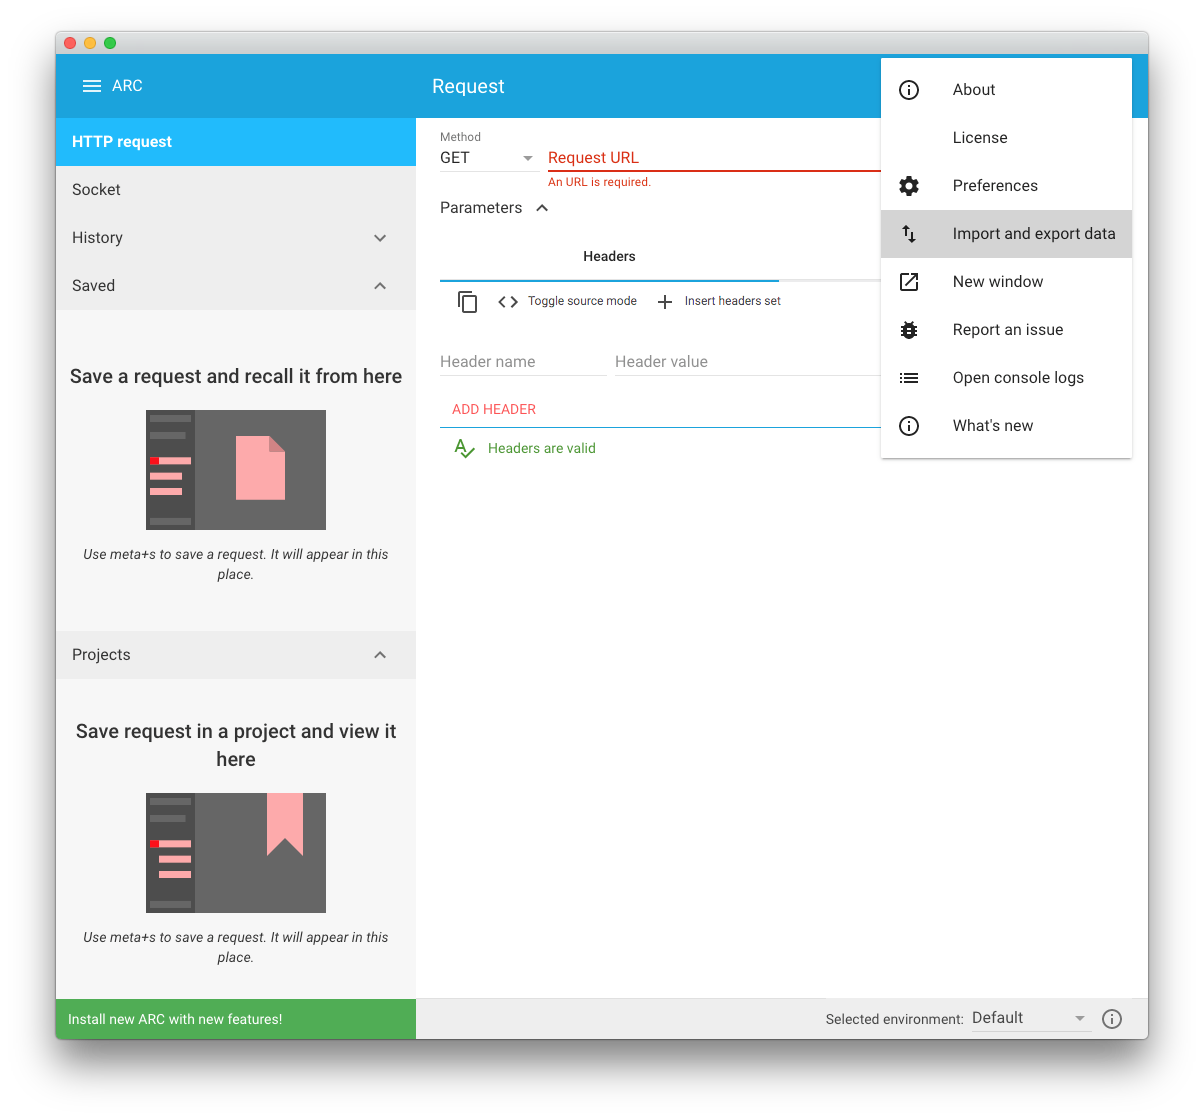 ARC
Request
HTTP request
Socket
History
Saved
Save a request and recall it from here
Use meta+s to save a request. It will appear in this
place.
Projects
Save request in a project and view it
here
Use meta+s to save a request. It will appear in this
place.
Install new ARC with new features!
Method
GET
Request URL
An URL is required.
Parameters
Headers
Toggle source mode
Insert headers set
Header name
Header value
ADD HEADER
Headers are valid
About
License
Preferences
Import and export data
New window
Report an issue
Open console logs
What's new
Selected environment: Default